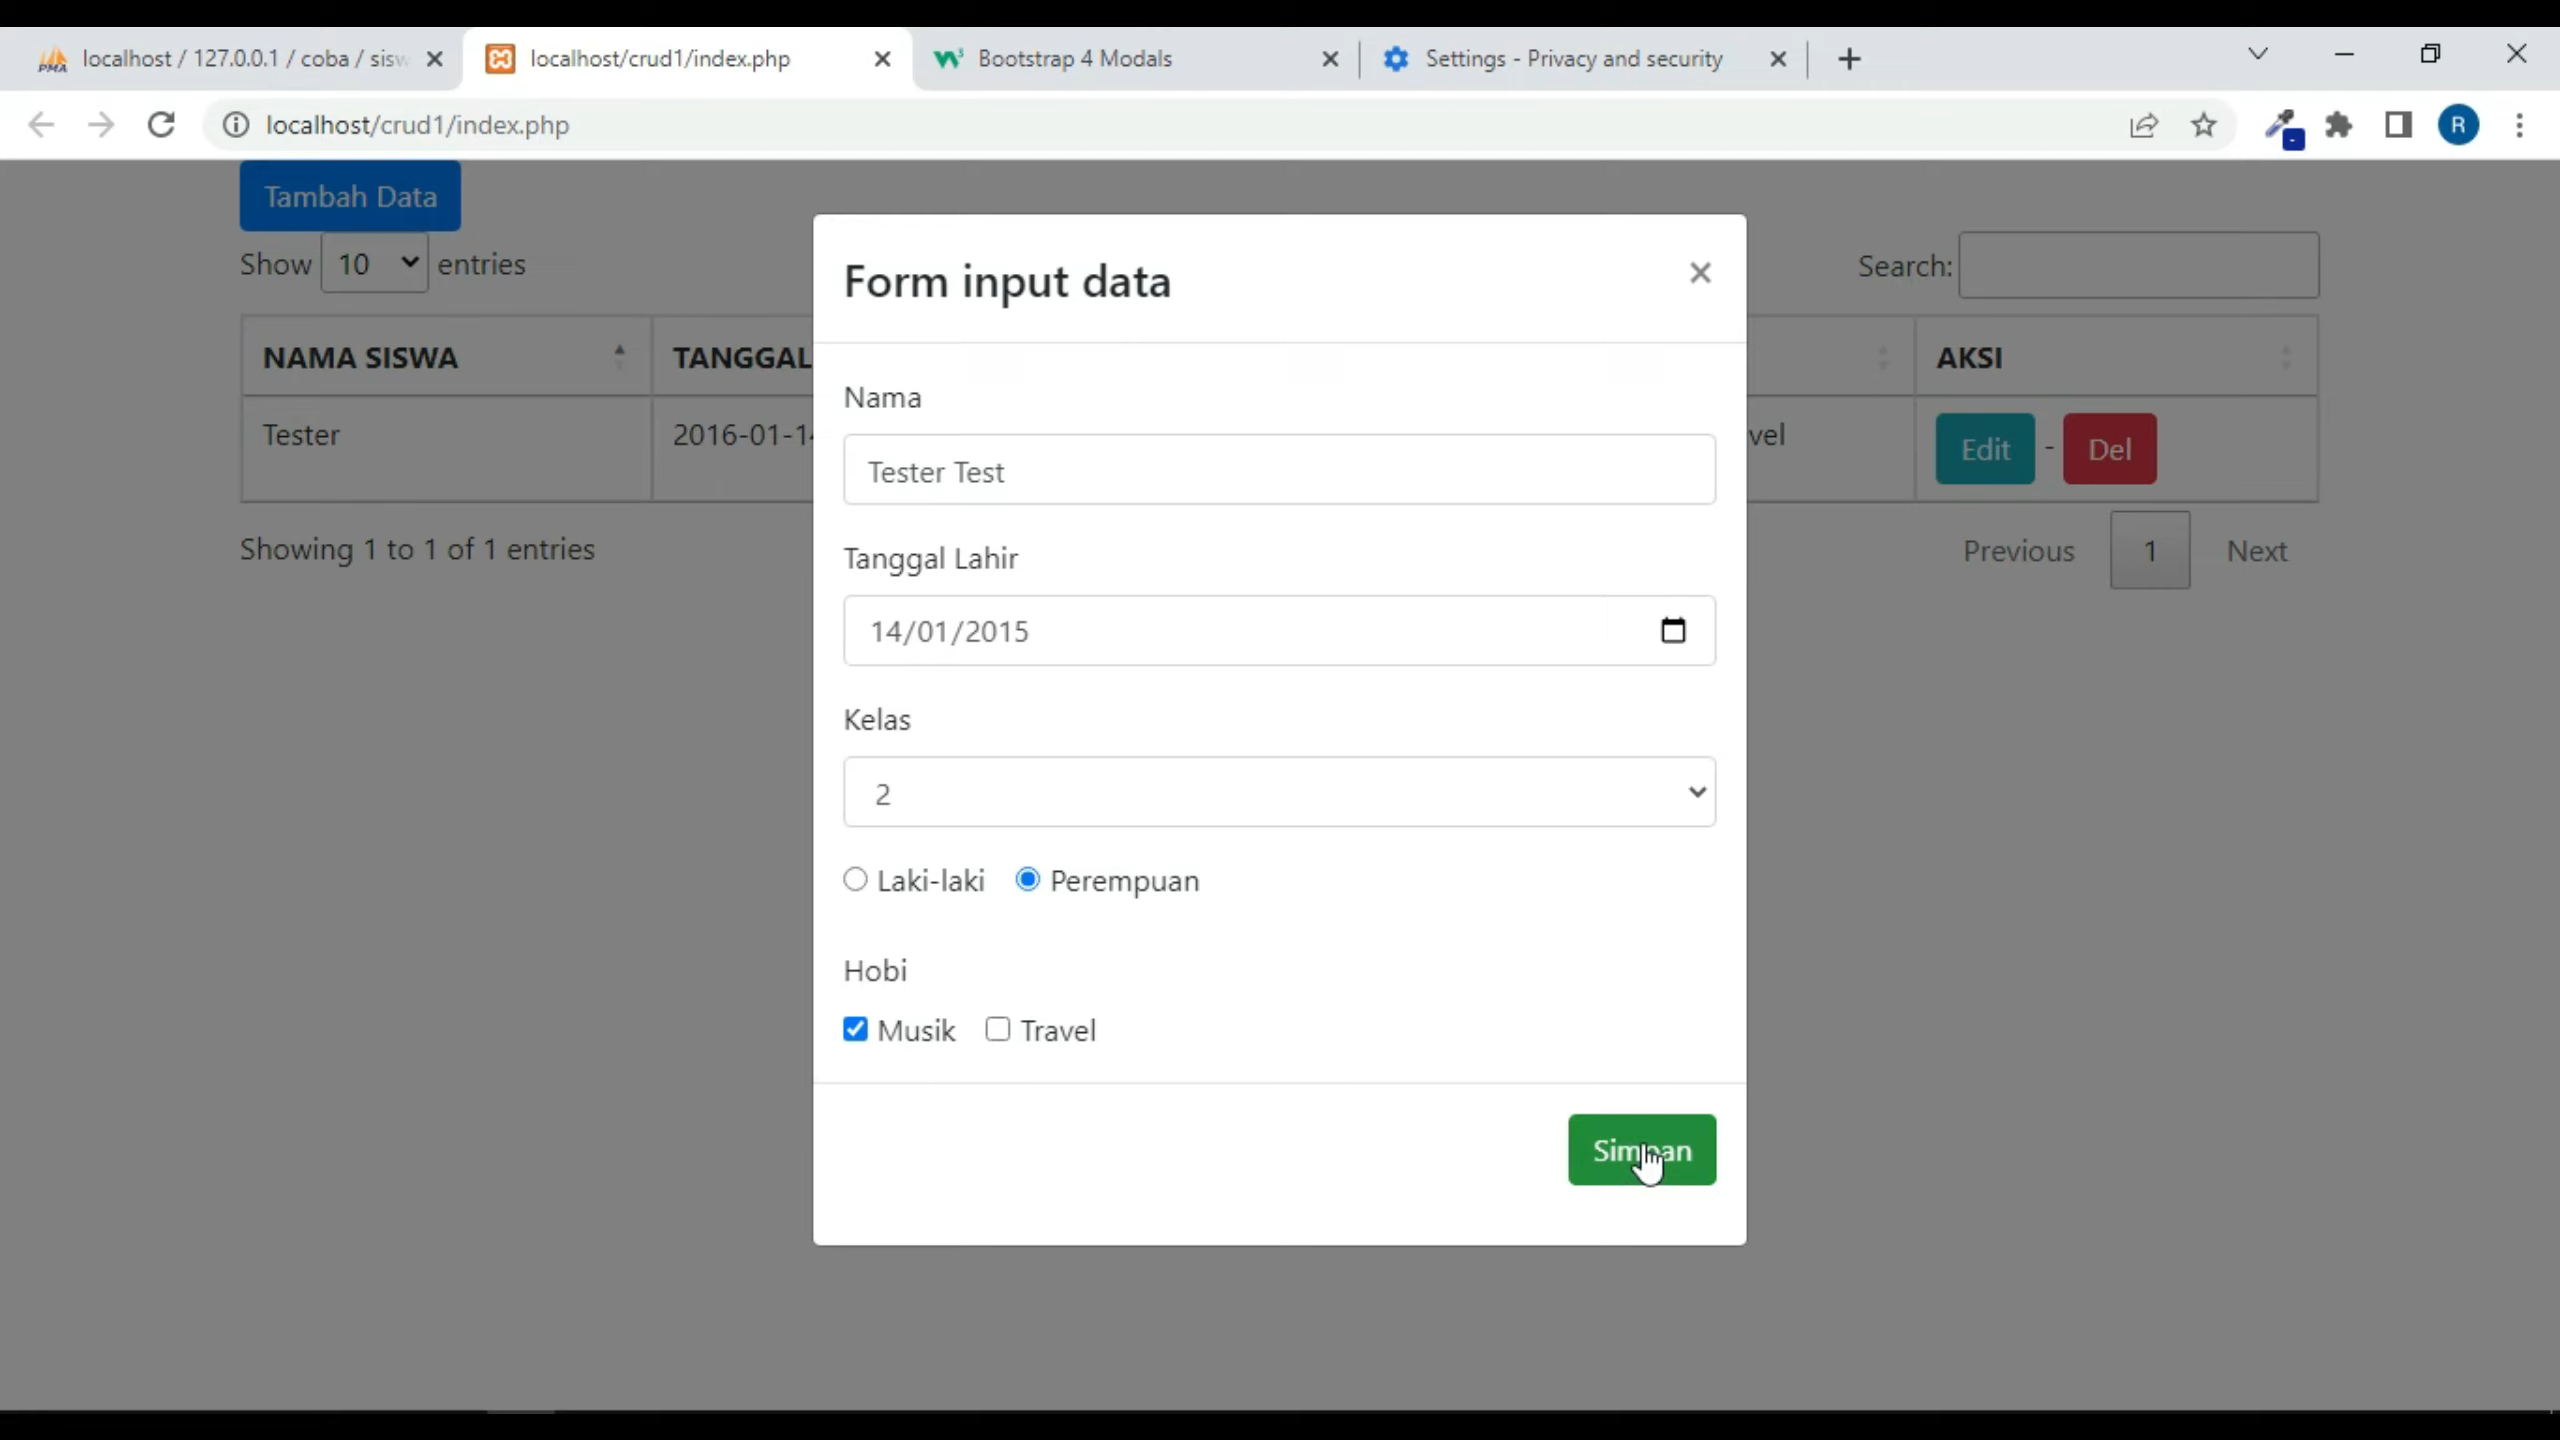 localhost / 127.0.0.1 / coba / sisw
localhost/crud1/index.php
Bootstrap 4 Modals
Settings - Privacy and security
localhost/crud1/index.php
R
Tambah Data
Show 10 entries
Search:
NAMA SISWA
TANGGAL
AKSI
Tester
2016-01-14
vel
Edit - Del
Showing 1 to 1 of 1 entries
Previous 1 Next
Form input data
Nama
Tester Test
Tanggal Lahir
14/01/2015
Kelas
2
Laki-laki Perempuan
Hobi
Musik Travel
Simpan